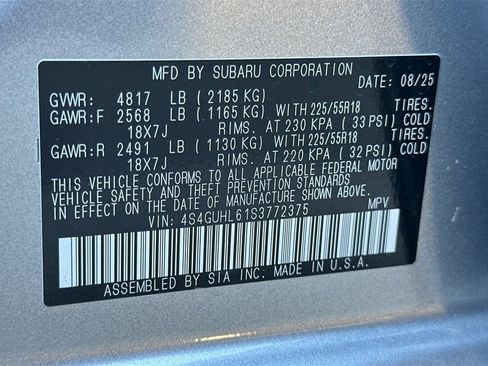 MFD BY SUBARU CORPORATION
DATE: 08/25
GVWR: 4817 LB (2185 KG)
GAWR:F 2568 LB (1165 KG) WITH 225/55R18 TIRES.
18X7J RIMS. AT 230 KPA (33 PSI) COLD
GAWR:R 2491 LB (1130 KG) WITH 225/55R18 TIRES.
18X7J RIMS. AT 220 KPA (32 PSI) COLD
THIS VEHICLE CONFORMS TO ALL APPLICABLE FEDERAL MOTOR
VEHICLE SAFETY AND THEFT PREVENTION STANDARDS IN EFFECT
ON THE DATE OF MANUFACTURE SHOWN ABOVE.
VIN: 4S4GUHL61S3772375 MPV
ASSEMBLED BY SIA INC. MADE IN U.S.A.